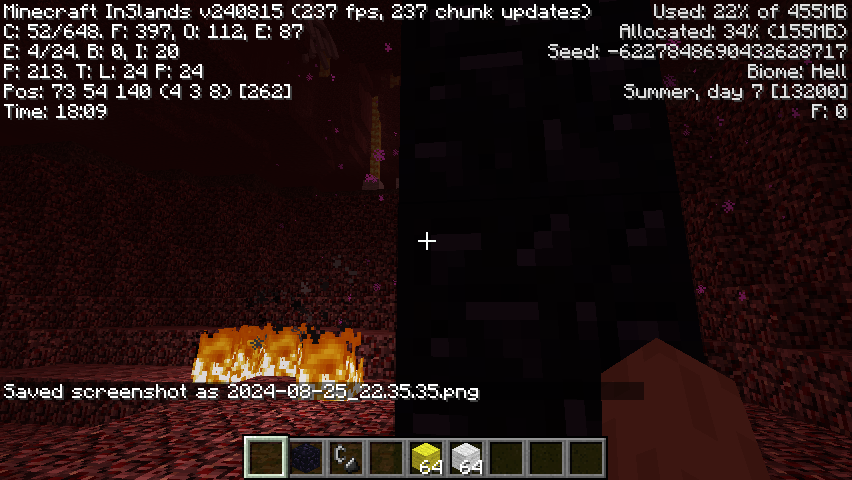 Minecraft In3lands v240815 (237 fps, 237 chunk updates)
C: 52/648. F: 397, O: 112, E: 87
E: 4/24. B: 0, I: 20
P: 213. T: L: 24 P: 24
Pos: 73 54 140 (4 3 8) [262]
Time: 18:09
Used: 22% of 455MB
Allocated: 34% (155MB)
Seed: -6227848690432628717
Biome: Hell
Summer, day 7 [13200]
F: 0
Saved screenshot as 2024-08-25_22.35.35.png
64
64